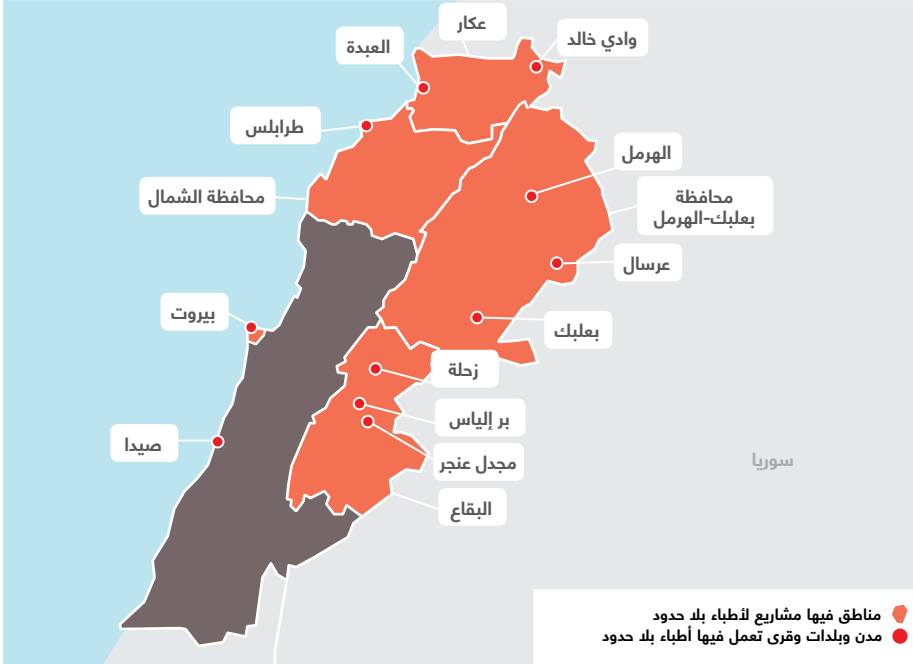 عكار
وادي خالد
العبدة
طرابلس
الهرمل
محافظة الشمال
محافظة
بعلبك-الهرمل
عرسال
بيروت
بعلبك
زحلة
بر إلياس
صيدا
مجدل عنجر
سوريا
البقاع
مناطق فيها مشاريع لأطباء بلا حدود
مدن وبلدات وقرى تعمل فيها أطباء بلا حدود